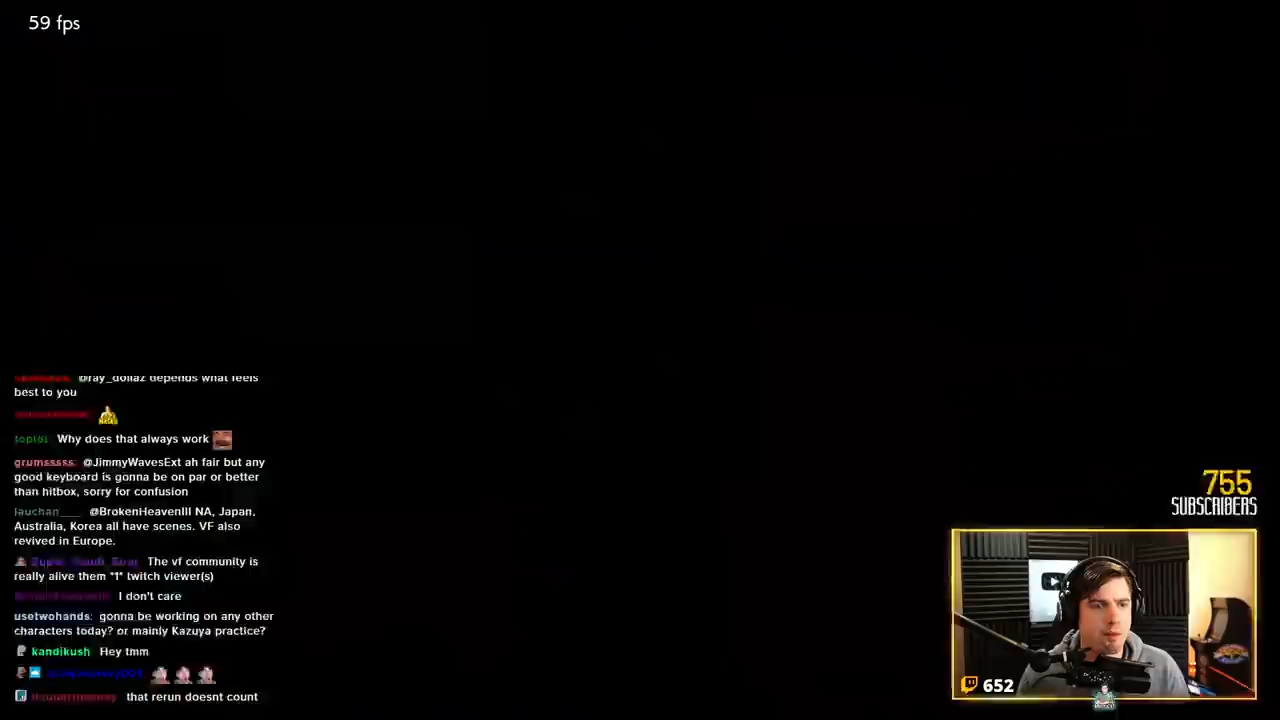 59 fps
@ray_dollaz depends what feels
best to you
toplol: Why does that always work
grumsssss: @JimmyWavesExt ah fair but any
good keyboard is gonna be on par or better
than hitbox, sorry for confusion
lauchan___ @BrokenHeavenIII NA, Japan,
Australia, Korea all have scenes. VF also
revived in Europe.
The vf community is
really alive them *1* twitch viewer(s)
I don't care
usetwohands: gonna be working on any other
characters today? or mainly Kazuya practice?
kandikush Hey tmm
that rerun doesnt count
755
SUBSCRIBERS
652